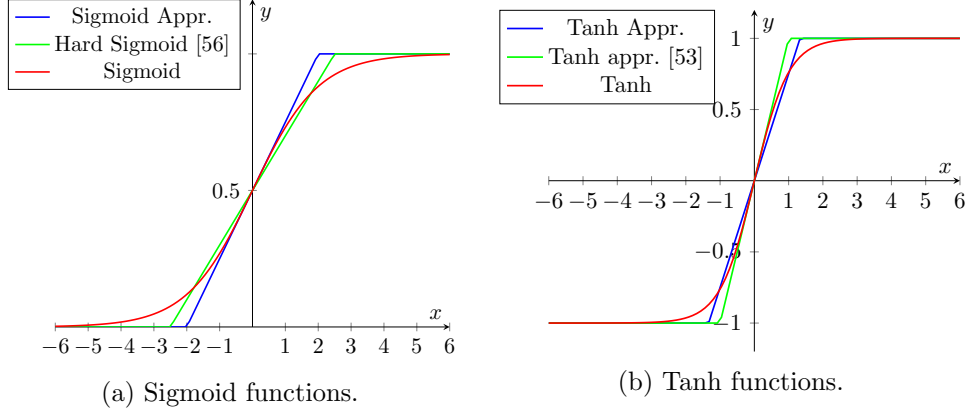 Sigmoid Appr.
Hard Sigmoid [56]
Sigmoid
y
0.5
x
−6 −5 −4 −3 −2 −1 1 2 3 4 5 6
(a) Sigmoid functions.
Tanh Appr.
Tanh appr. [53]
Tanh
y
1
0.5
x
−6 −5 −4 −3 −2 −1 1 2 3 4 5 6
−0.5
−1
(b) Tanh functions.